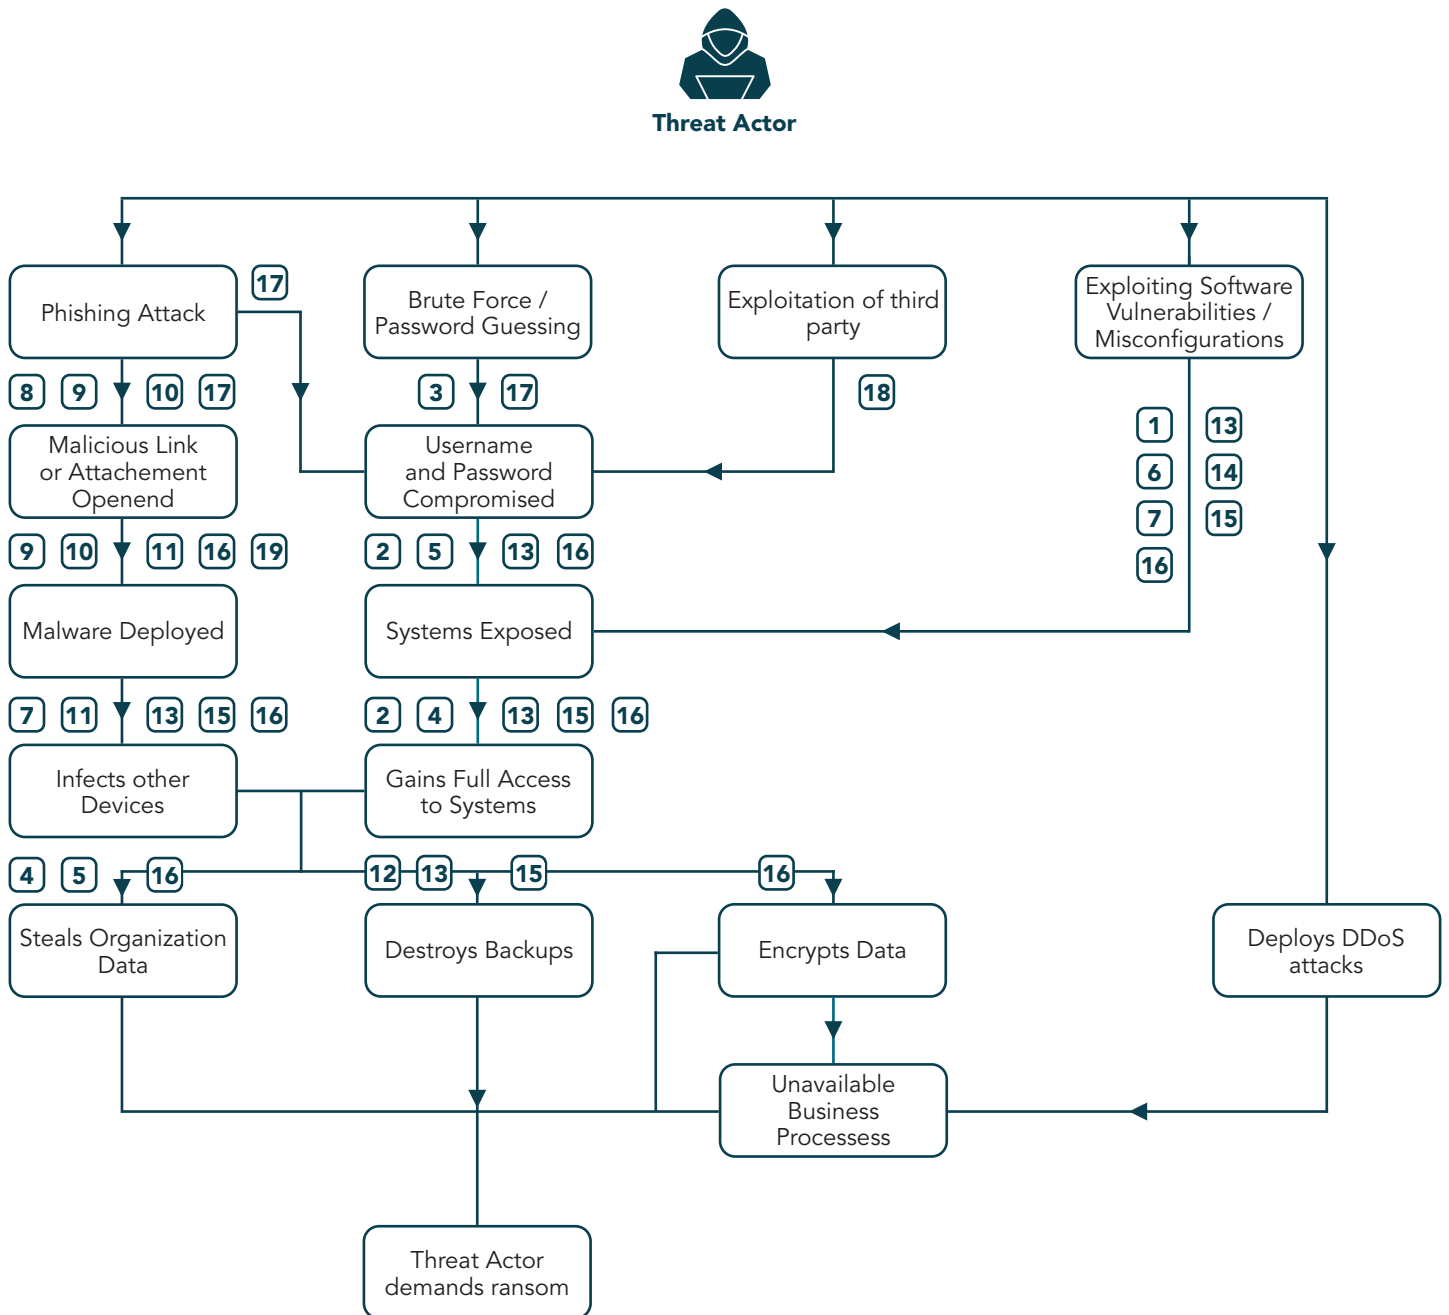 Threat Actor
Phishing Attack
17
Brute Force /
Password Guessing
Exploitation of third
party
Exploiting Software
Vulnerabilities /
Misconfigurations
8 9 10 17
3 17
18
Malicious Link
or Attachement
Openend
Username
and Password
Compromised
1 13
6 14
7 15
16
9 10 11 16 19
2 5 13 16
Malware Deployed
Systems Exposed
7 11 13 15 16
2 4 13 15 16
Infects other
Devices
Gains Full Access
to Systems
4 5 16
12 13 15
16
Steals Organization
Data
Destroys Backups
Encrypts Data
Deploys DDoS
attacks
Unavailable
Business
Processess
Threat Actor
demands ransom